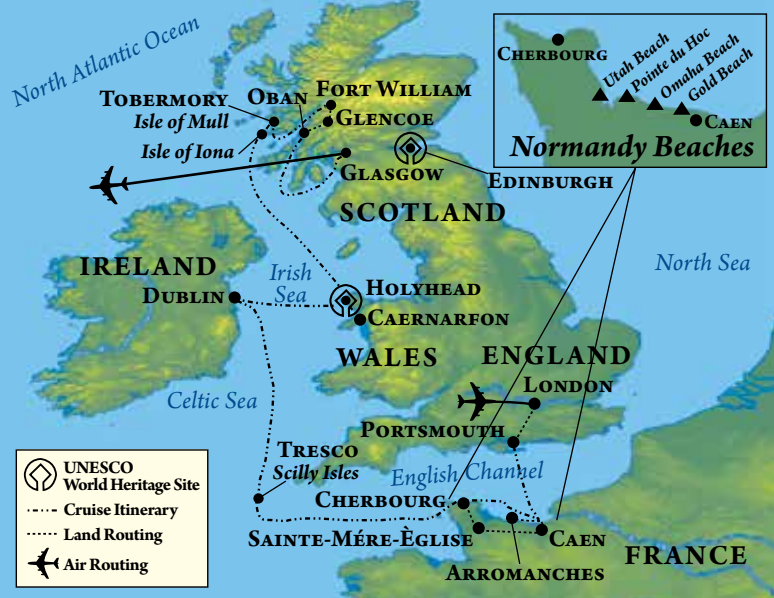 North Atlantic Ocean
CHERBOURG
Utah Beach
Pointe du Hoc
Omaha Beach
Gold Beach
CAEN
Normandy Beaches
TOBERMORY
Isle of Mull
Isle of Iona
OBAN
FORT WILLIAM
GLENCOE
GLASGOW
EDINBURGH
SCOTLAND
IRELAND
DUBLIN
Irish
Sea
HOLYHEAD
CAERNARFON
North Sea
WALES
ENGLAND
LONDON
Celtic Sea
PORTSMOUTH
TRESCO
Scilly Isles
English Channel
CHERBOURG
SAINTE-MÉRE-ÈGLISE
CAEN
ARROMANCHES
FRANCE
UNESCO
World Heritage Site
Cruise Itinerary
Land Routing
Air Routing